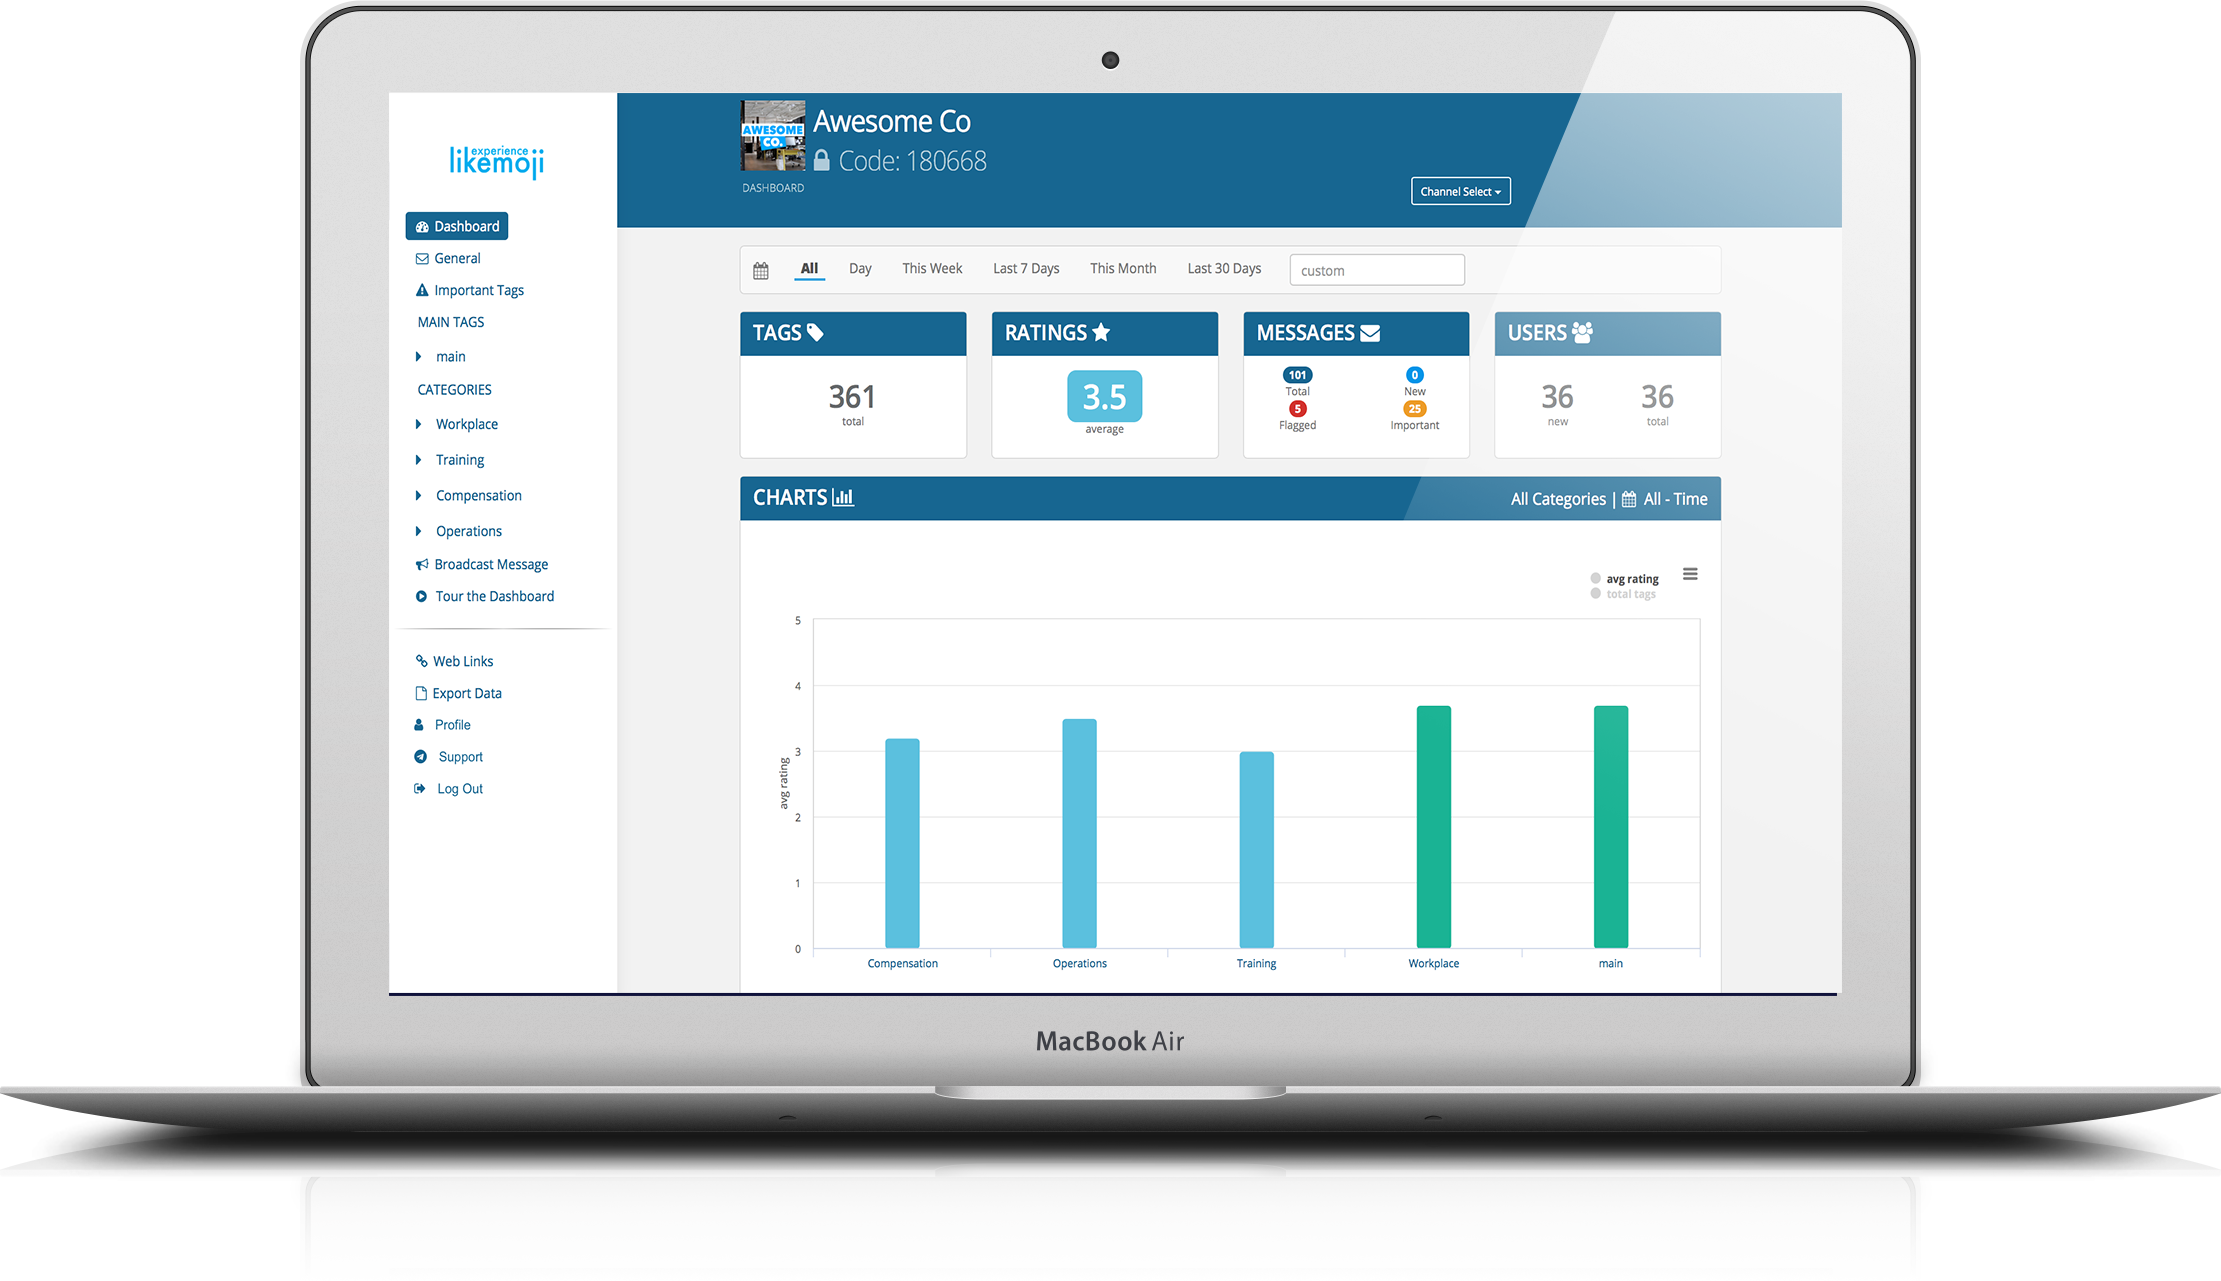 experience
likemoji
Dashboard
General
Important Tags
MAIN TAGS
main
CATEGORIES
Workplace
Training
Compensation
Operations
Broadcast Message
Tour the Dashboard
Web Links
Export Data
Profile
Support
Log Out
AWESOME
CO.
Awesome Co
Code: 180668
DASHBOARD
Channel Select
All Day This Week Last 7 Days This Month Last 30 Days custom
TAGS
361
total
RATINGS
3.5
average
MESSAGES
101 0
Total New
5 25
Flagged Important
USERS
36 36
new total
CHARTS All Categories | All - Time
avg rating
total tags
5
4
3
2
1
0
avg rating
Compensation Operations Training Workplace main
MacBook Air